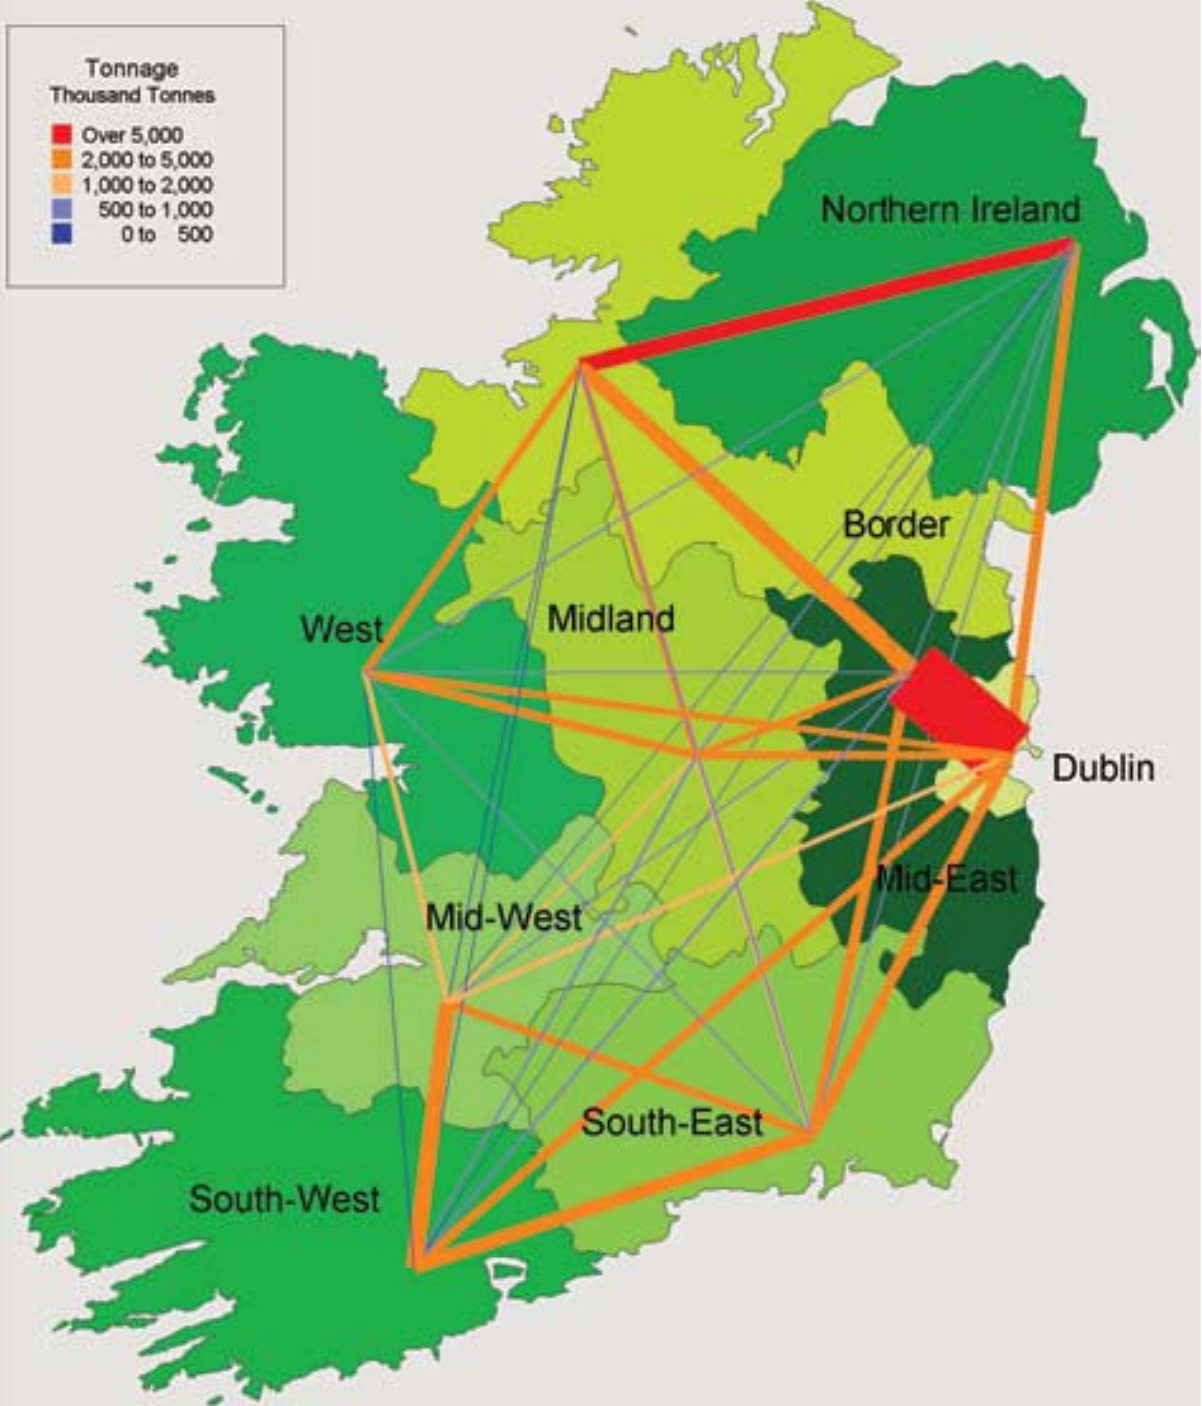 Tonnage
Thousand Tonnes
Over 5,000
2,000 to 5,000
1,000 to 2,000
500 to 1,000
0 to 500
Northern Ireland
Border
West
Midland
Dublin
Mid-East
Mid-West
South-East
South-West